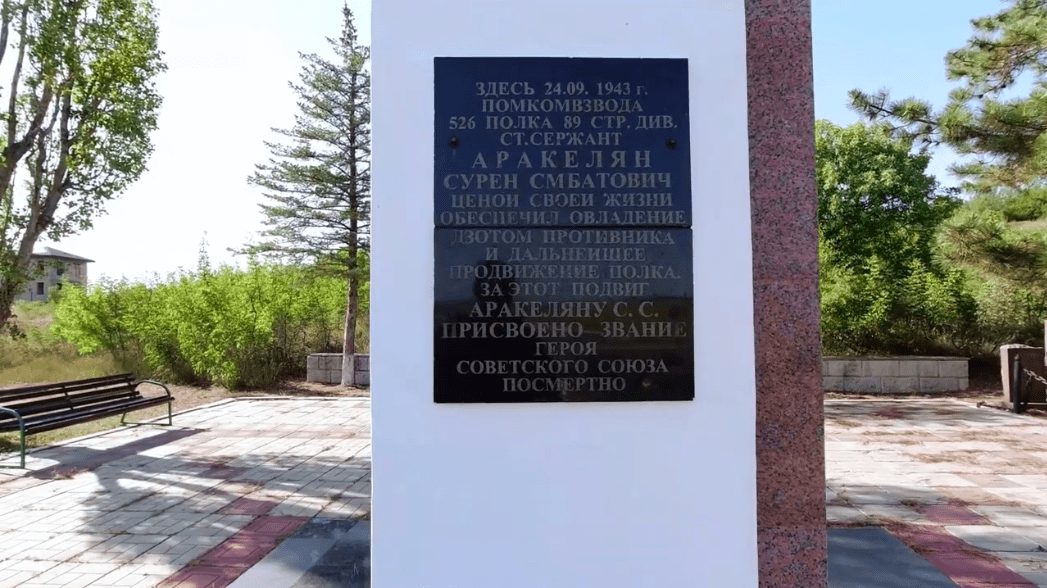 ЗДЕСЬ 24.09. 1943 г.
ПОМКОМВЗВОДА
526 ПОЛКА 89 СТР. ДИВ.
СТ.СЕРЖАНТ
АРАКЕЛЯН
СУРЕН СМБАТОВИЧ
ЦЕНОЙ СВОЕЙ ЖИЗНИ
ОБЕСПЕЧИЛ ОВЛАДЕНИЕ
ДЗОТОМ ПРОТИВНИКА
И ДАЛЬНЕЙШЕЕ
ПРОДВИЖЕНИЕ ПОЛКА.
ЗА ЭТОТ ПОДВИГ
АРАКЕЛЯНУ С. С.
ПРИСВОЕНО ЗВАНИЕ
ГЕРОЯ
СОВЕТСКОГО СОЮЗА
ПОСМЕРТНО